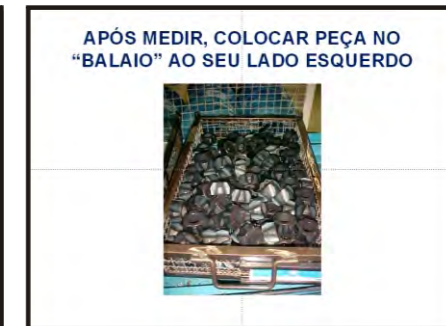 APÓS MEDIR, COLOCAR PEÇA NO
“BALAIO” AO SEU LADO ESQUERDO